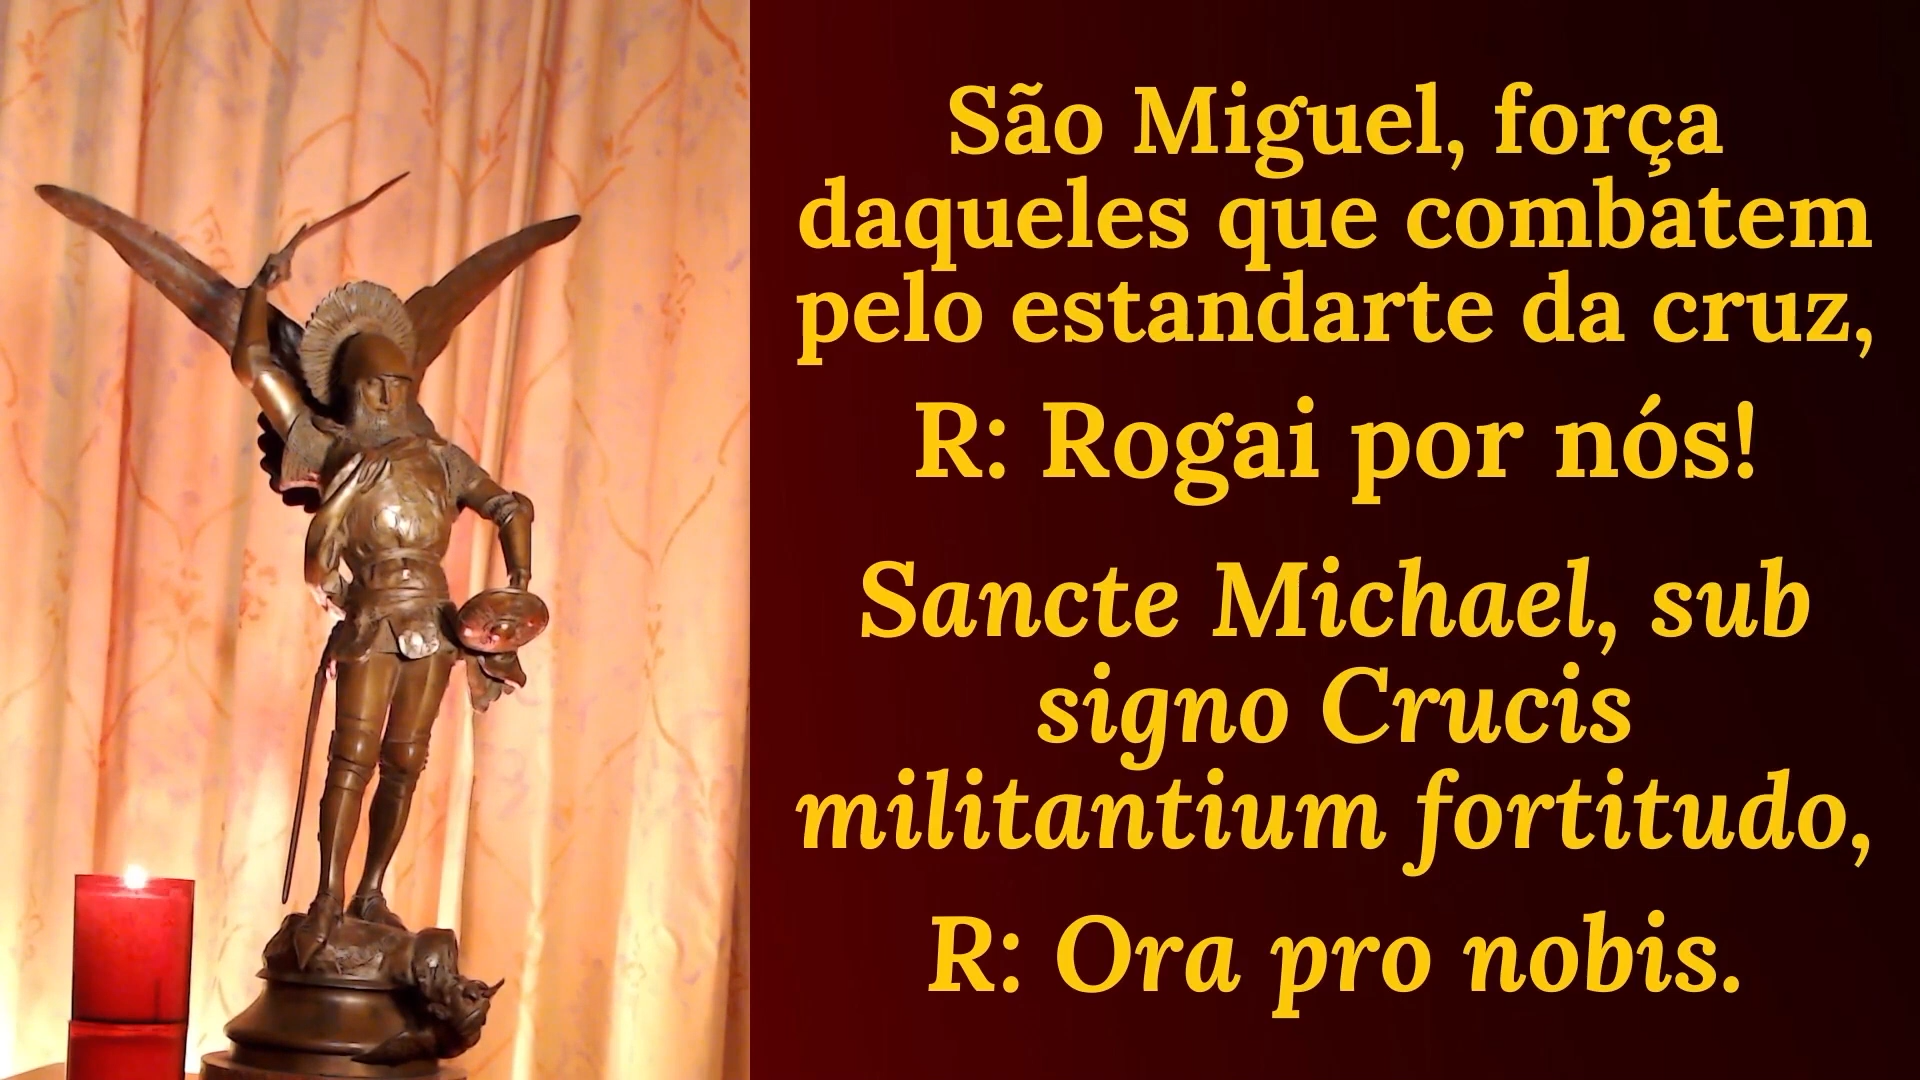 São Miguel, força
daqueles que combatem
pelo estandarte da cruz,
R: Rogai por nós!
Sancte Michael, sub
signo Crucis
militantium fortitudo,
R: Ora pro nobis.